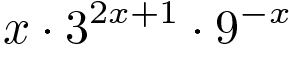 x · 3^{2x+1} · 9^{−x}